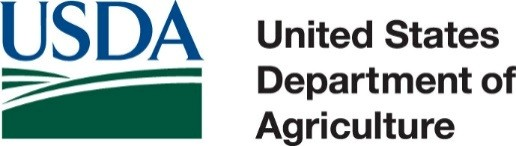 USDA
United States
Department of
Agriculture